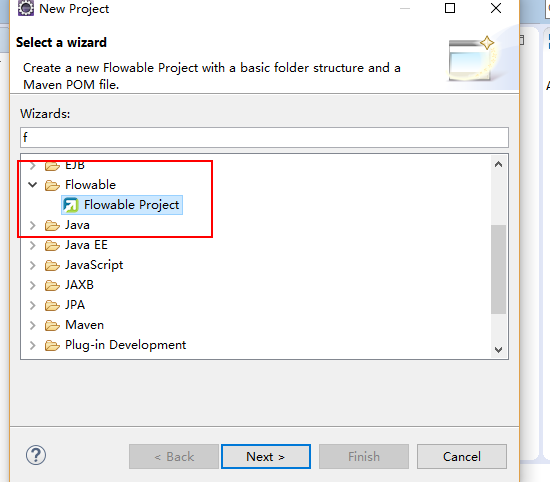 New Project
Select a wizard
Create a new Flowable Project with a basic folder structure and a
Maven POM file.
Wizards:
f
EJB
Flowable
Flowable Project
Java
Java EE
JavaScript
JAXB
JPA
Maven
Plug-in Development
?
< Back
Next >
Finish
Cancel